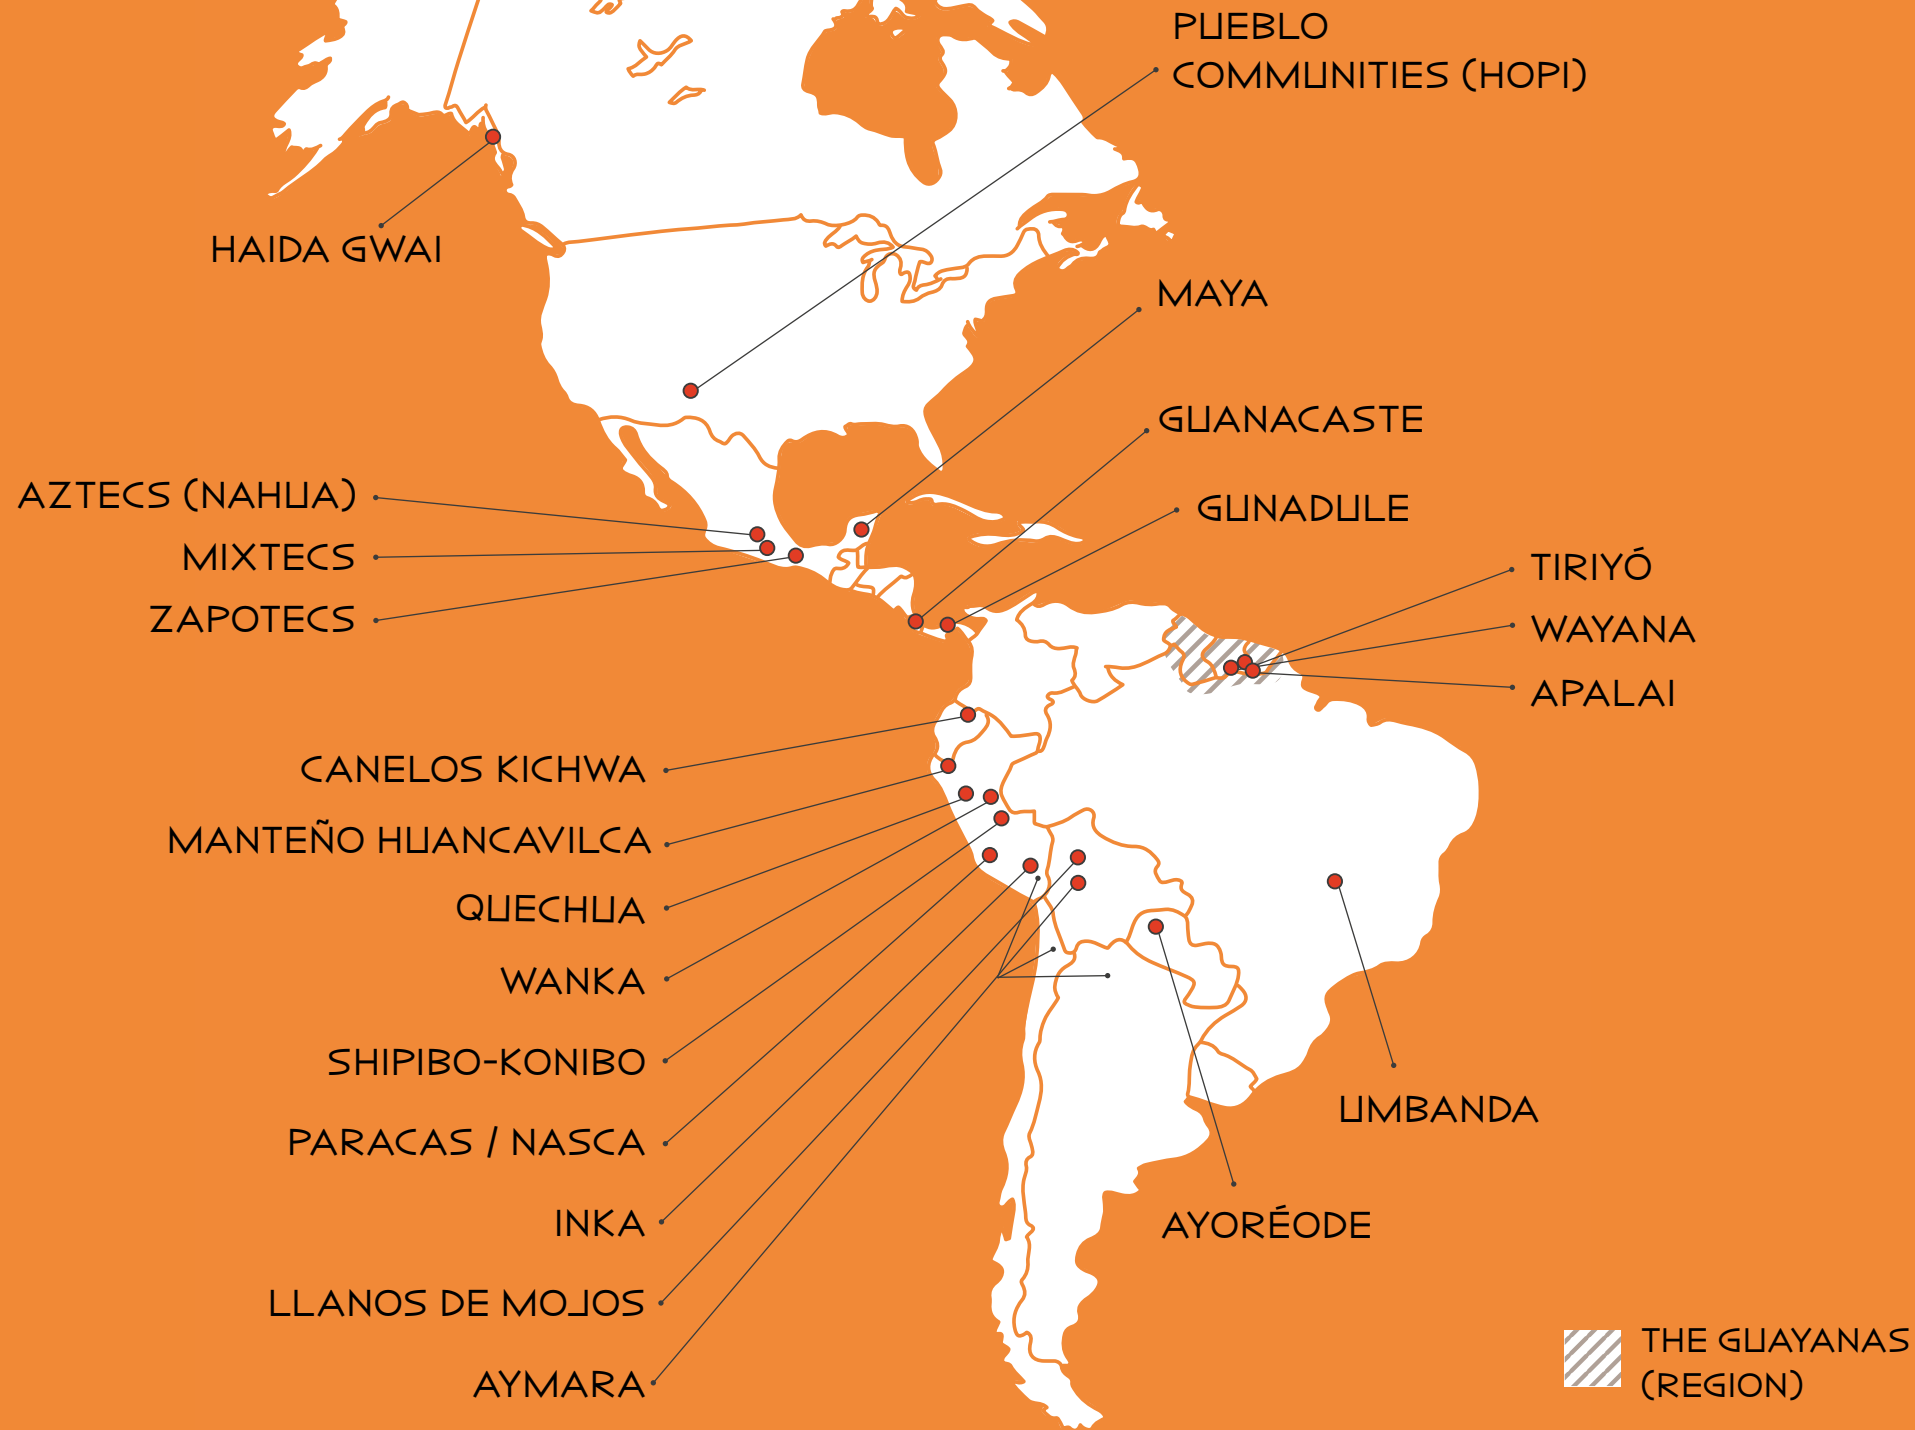 PUEBLO
COMMUNITIES (HOPI)
HAIDA GWAI
MAYA
GUANACASTE
AZTECS (NAHUA)
GUNADULE
MIXTECS
TIRIYÓ
ZAPOTECS
WAYANA
APALAI
CANELOS KICHWA
MANTEÑO HUANCAVILCA
QUECHUA
WANKA
SHIPIBO-KONIBO
UMBANDA
PARACAS / NASCA
INKA
AYORÉODE
LLANOS DE MOJOS
AYMARA
THE GUAYANAS
(REGION)